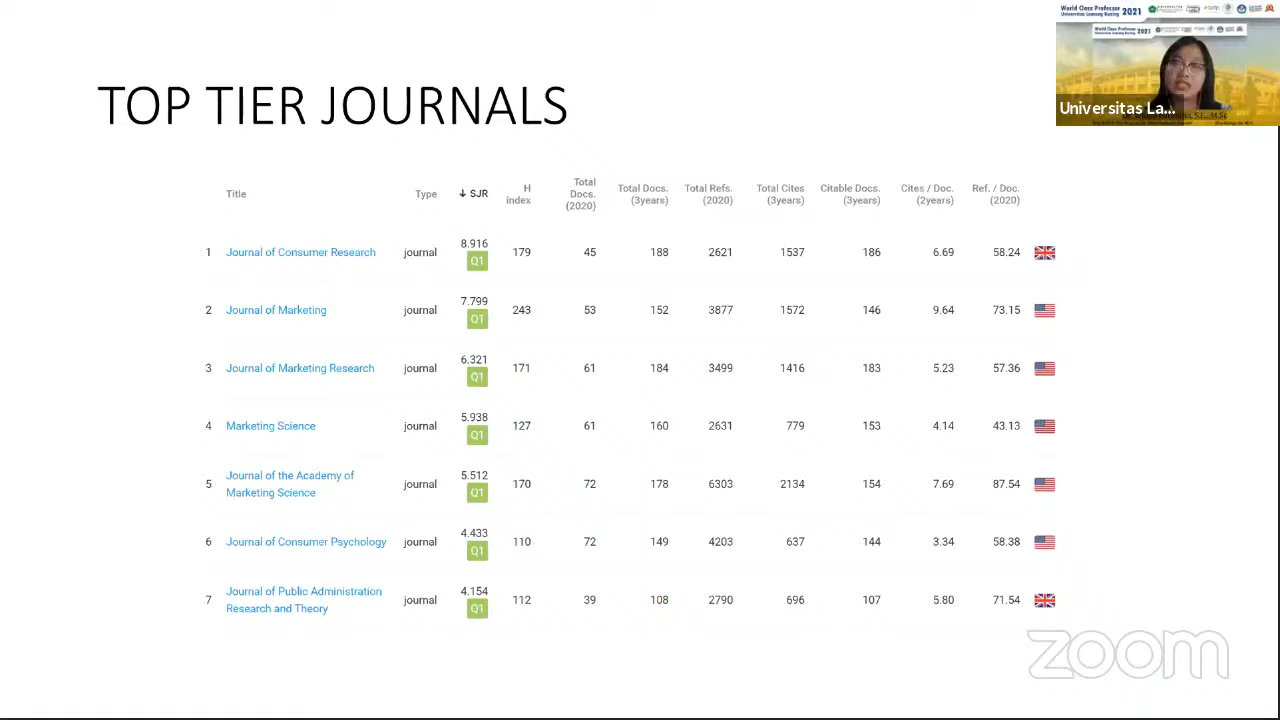 World Class Professor 2021
Universitas Lambung
World Class Professor 2021
Universitas La...
TOP TIER JOURNALS
Title Type ↓ SJR H index Total Docs. (2020) Total Docs. (3years) Total Refs. (2020) Total Cites (3years) Citable Docs. (3years) Cites / Doc. (2years) Ref. / Doc. (2020)
1 Journal of Consumer Research journal 8.916 Q1 179 45 188 2621 1537 186 6.69 58.24
2 Journal of Marketing journal 7.799 Q1 243 53 152 3877 1572 146 9.64 73.15
3 Journal of Marketing Research journal 6.321 Q1 171 61 184 3499 1416 183 5.23 57.36
4 Marketing Science journal 5.938 Q1 127 61 160 2631 779 153 4.14 43.13
5 Journal of the Academy of Marketing Science journal 5.512 Q1 170 72 178 6303 2134 154 7.69 87.54
6 Journal of Consumer Psychology journal 4.433 Q1 110 72 149 4203 637 144 3.34 58.38
7 Journal of Public Administration Research and Theory journal 4.154 Q1 112 39 108 2790 696 107 5.80 71.54
zoom